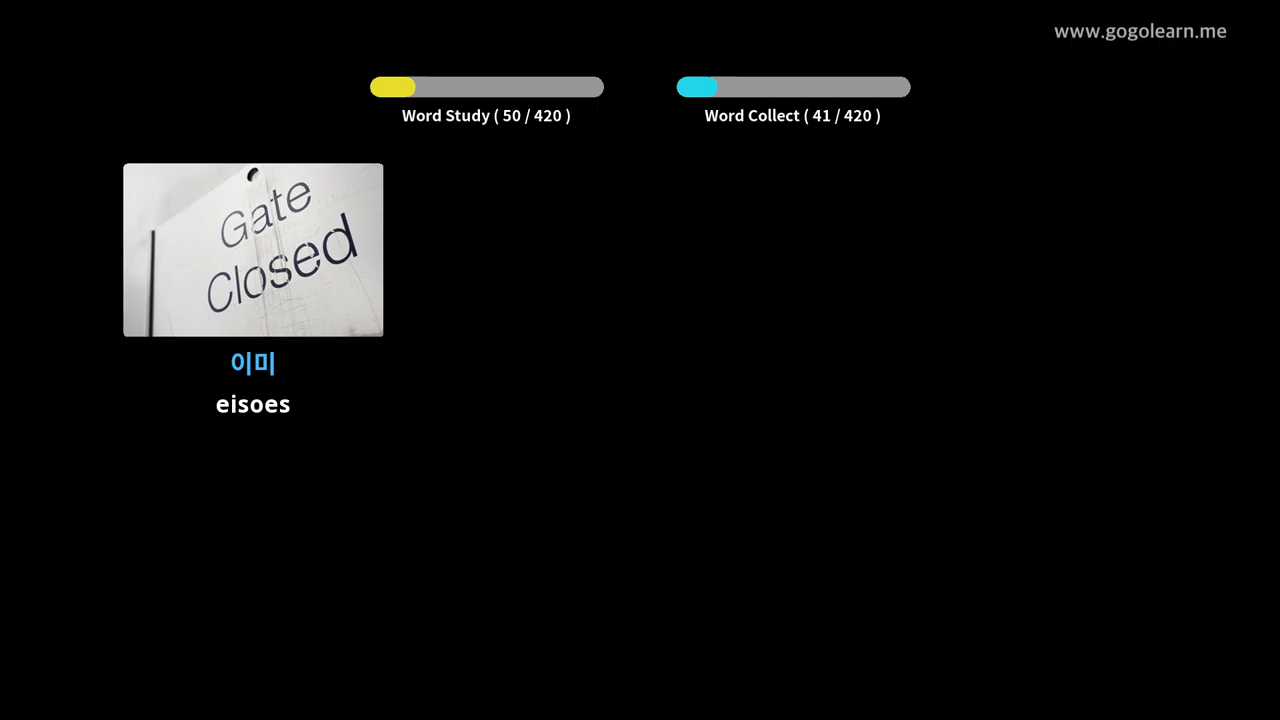 www.gogolearn.me
Word Study ( 50 / 420 )
Word Collect ( 41 / 420 )
Gate
Closed
이미
eisoes